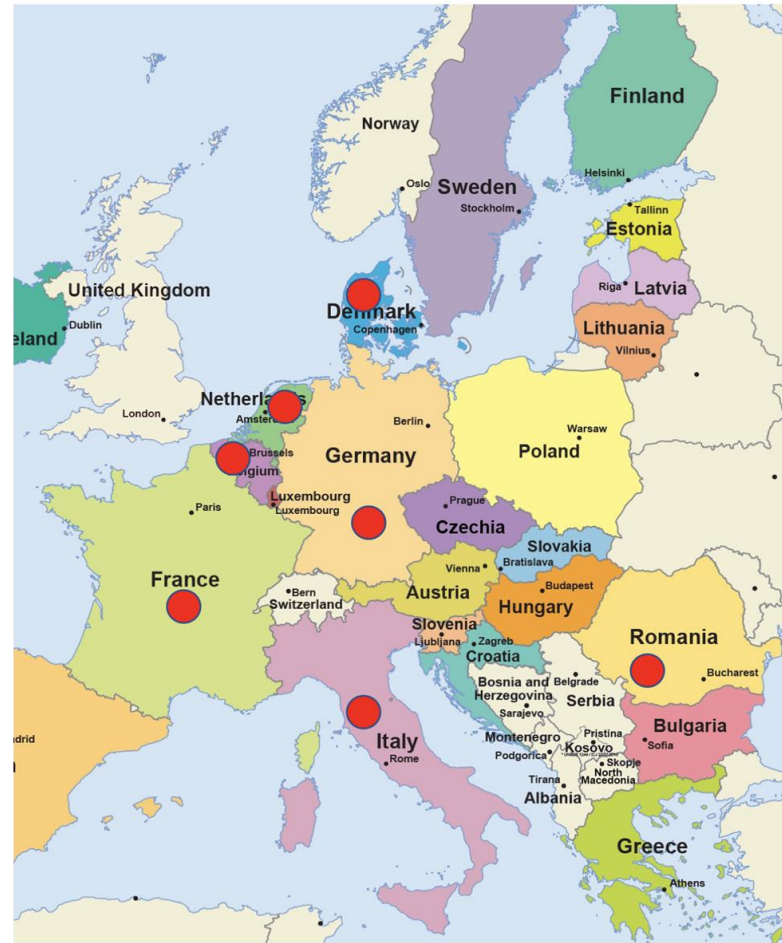 Finland
Norway
Helsinki
Oslo
Sweden
Stockholm
Tallinn
Estonia
United Kingdom
Riga
Latvia
eland
Dublin
Denmark
Copenhagen
Lithuania
Vilnius
Netherlands
London
Amster
Berlin
Warsaw
Brussels
Germany
Poland
lgium
Luxembourg
Luxembourg
Paris
Prague
Czechia
Slovakia
Vienna
Bratislava
France
Bern
Switzerland
Austria
Budapest
Hungary
Slovenia
Ljubljana
Zagreb
Croatia
Romania
Bucharest
Bosnia and
Herzegovina
Sarajevo
Belgrade
Serbia
Montenegro
Podgorica
Pristina
Kosovo
Sofia
Bulgaria
Italy
Rome
Skopje
North
Macedonia
Tirana
Albania
drid
n
Greece
Athens